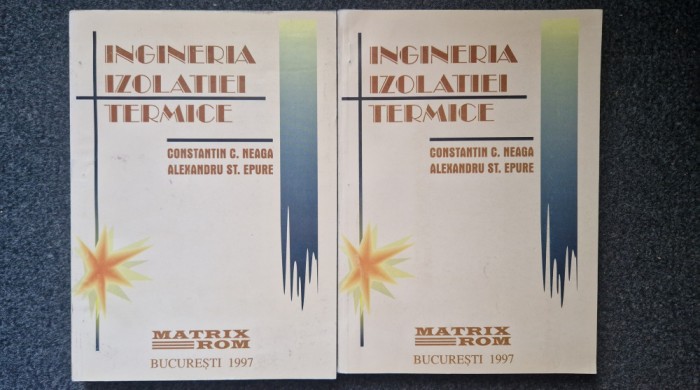 INGINERIA
IZOLATIEI
TERMICE
CONSTANTIN C. NEAGA
ALEXANDRU ST. EPURE
MATRIX
ROM
BUCUREȘTI 1997
INGINERIA
IZOLATIEI
TERMICE
CONSTANTIN C. NEAGA
ALEXANDRU ST. EPURE
MATRIX
ROM
BUCUREȘTI 1997